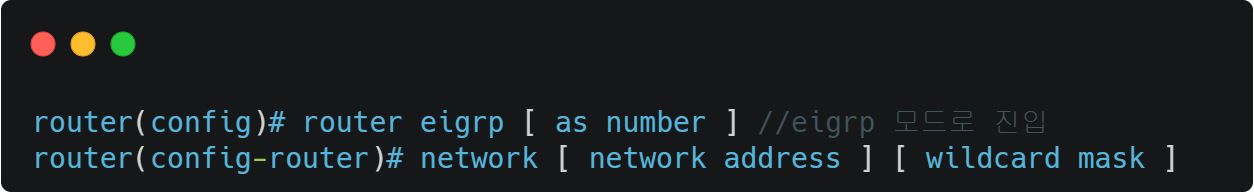 router(config)# router eigrp [ as number ] //eigrp 모드로 진입
router(config-router)# network [ network address ] [ wildcard mask ]